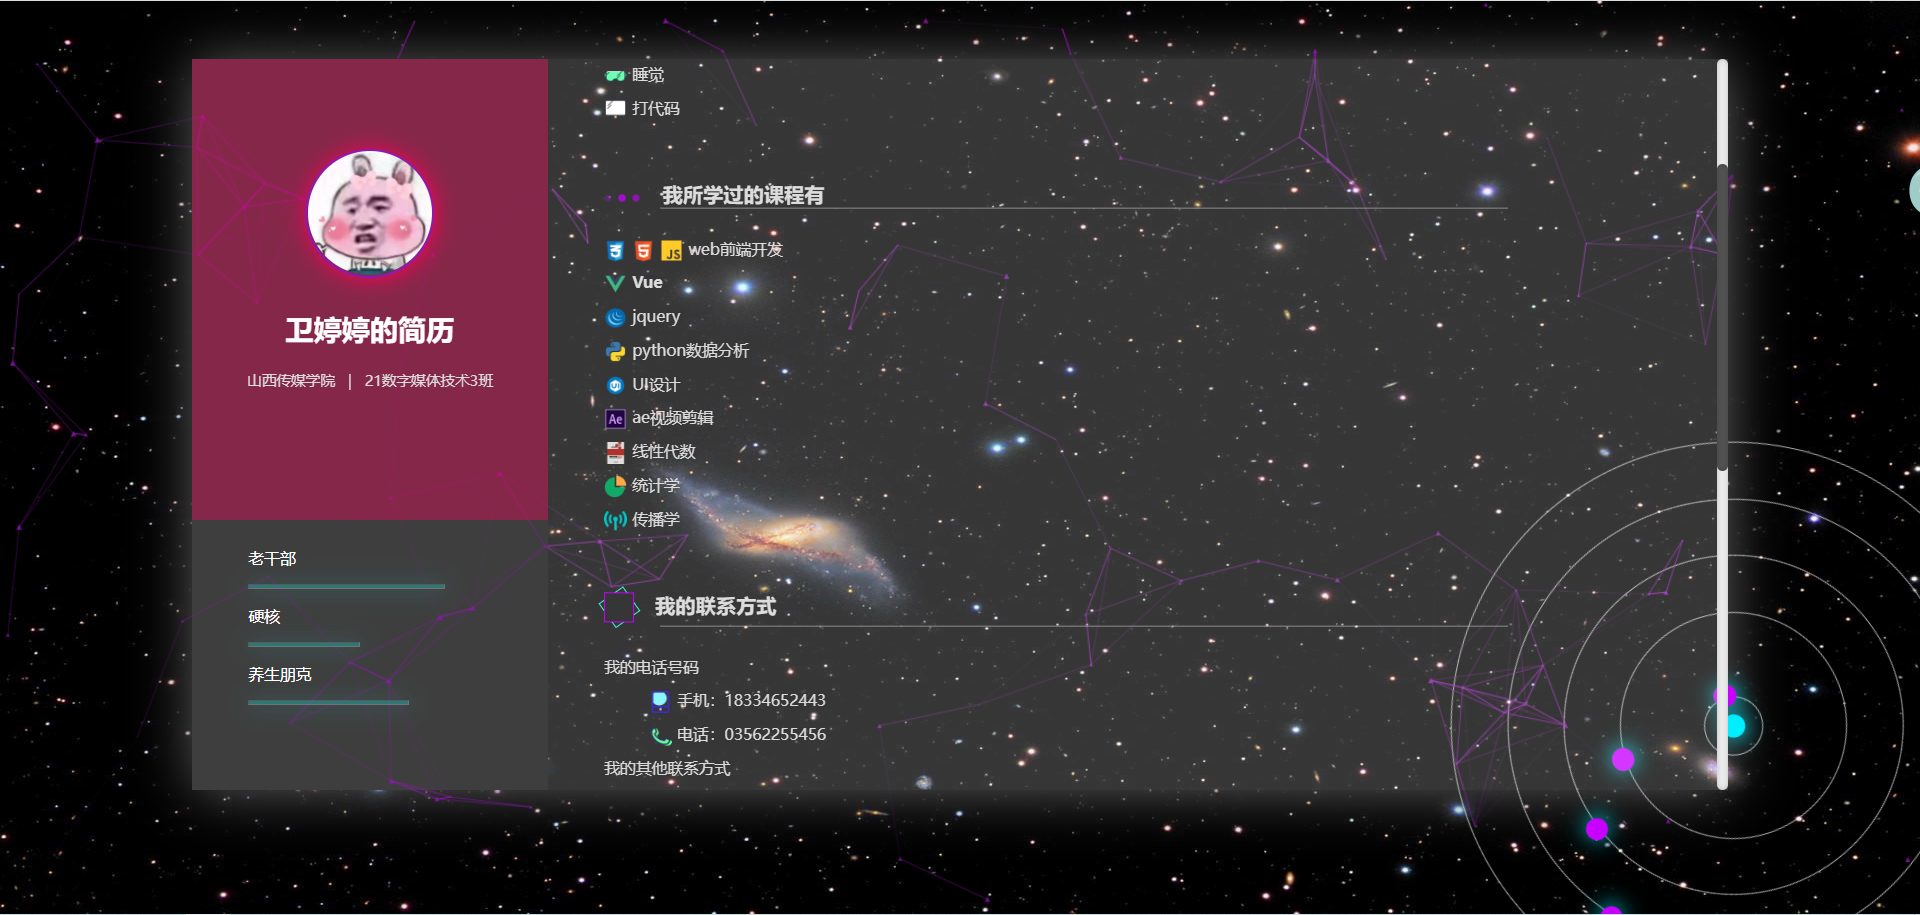 卫婷婷的简历
山西传媒学院 | 21数字媒体技术3班
老干部
硬核
养生朋克
睡觉
打代码
我所学过的课程有
3 5 JS web前端开发
Vue
jquery
python数据分析
UI设计
Ae ae视频剪辑
线性代数
统计学
传播学
我的联系方式
我的电话号码
手机：18334652443
电话：03562255456
我的其他联系方式